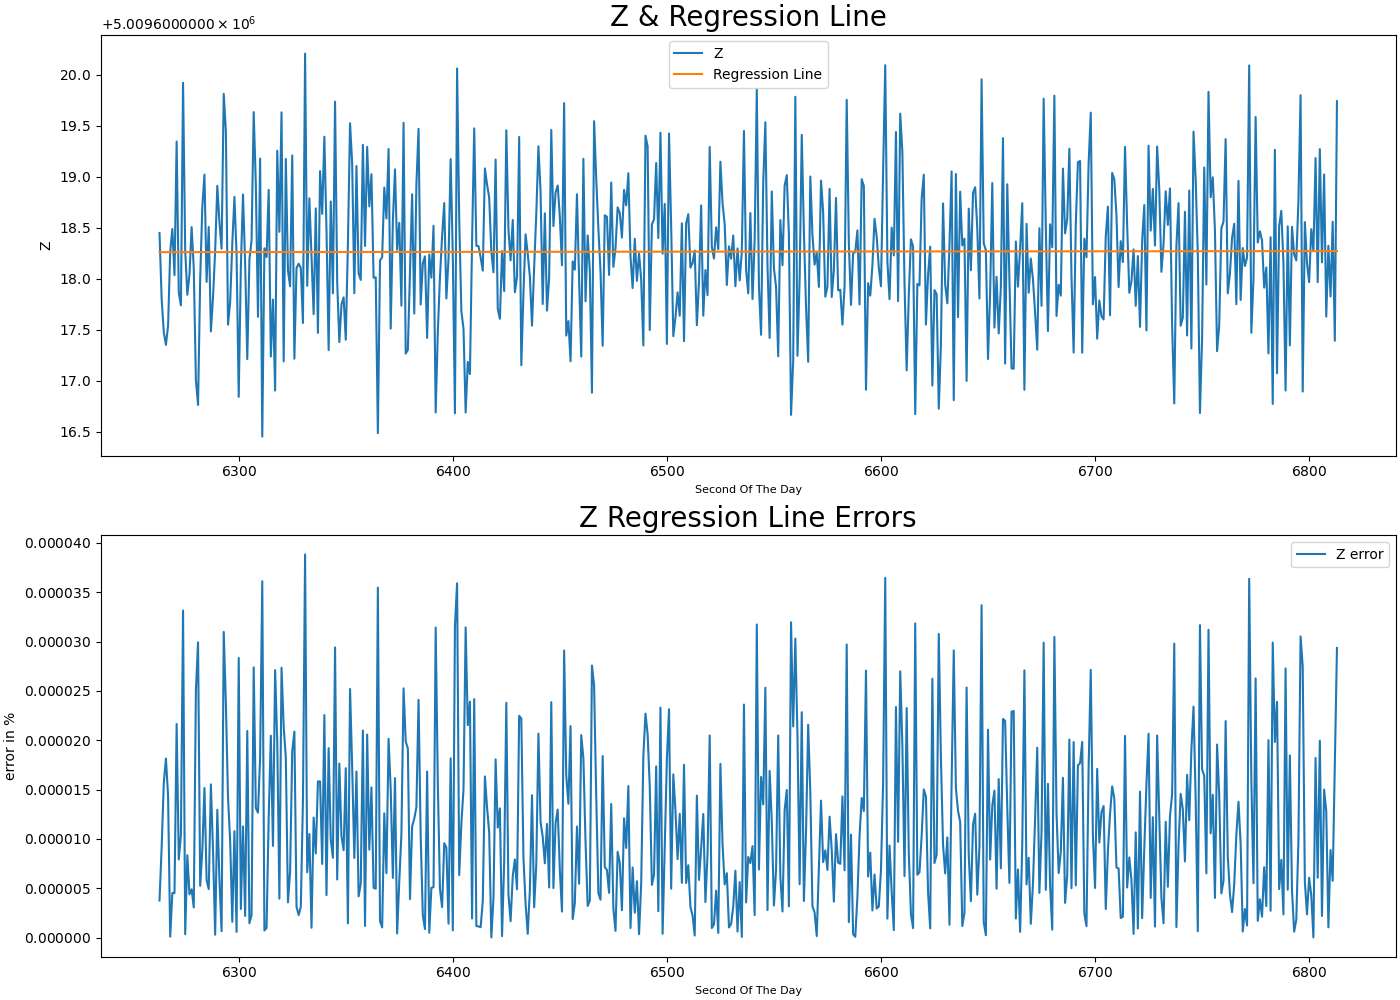 Z & Regression Line
+5.0096000000 × 10⁶
Z
Regression Line
20.0
19.5
19.0
18.5
18.0
17.5
17.0
16.5
Z
6300 6400 6500 6600 6700 6800
Second Of The Day
Z Regression Line Errors
Z error
0.000040
0.000035
0.000030
0.000025
0.000020
0.000015
0.000010
0.000005
0.000000
error in %
6300 6400 6500 6600 6700 6800
Second Of The Day